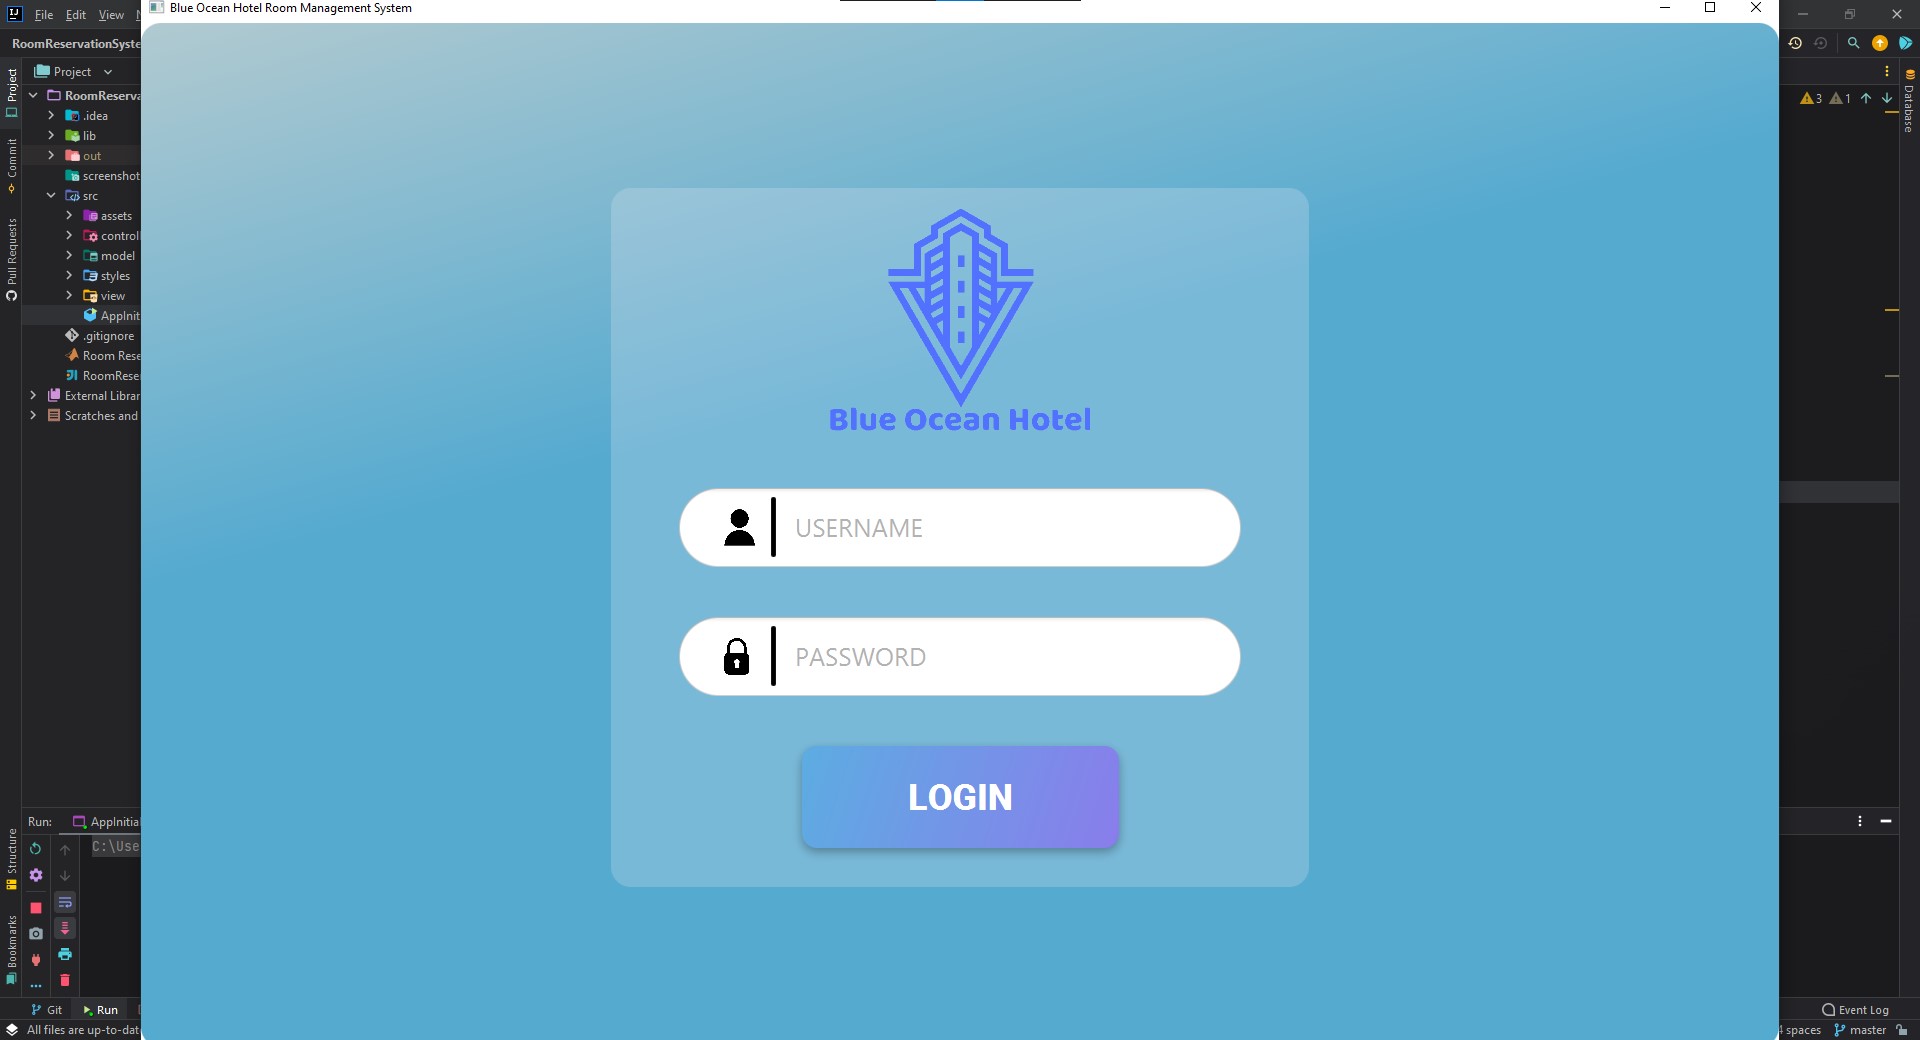 Blue Ocean Hotel Room Management System
File Edit View
RoomReservationSyste
Project
RoomReserva
.idea
lib
out
screenshot
src
assets
control
model
styles
view
AppInit
.gitignore
Room Rese
RoomRese
External Librar
Scratches and
Project
Commit
Pull Requests
Structure
Bookmarks
Blue Ocean Hotel
USERNAME
PASSWORD
LOGIN
3 1
Database
Run: AppInitial
C:\Use
Git Run
Event Log
All files are up-to-dat
4 spaces master